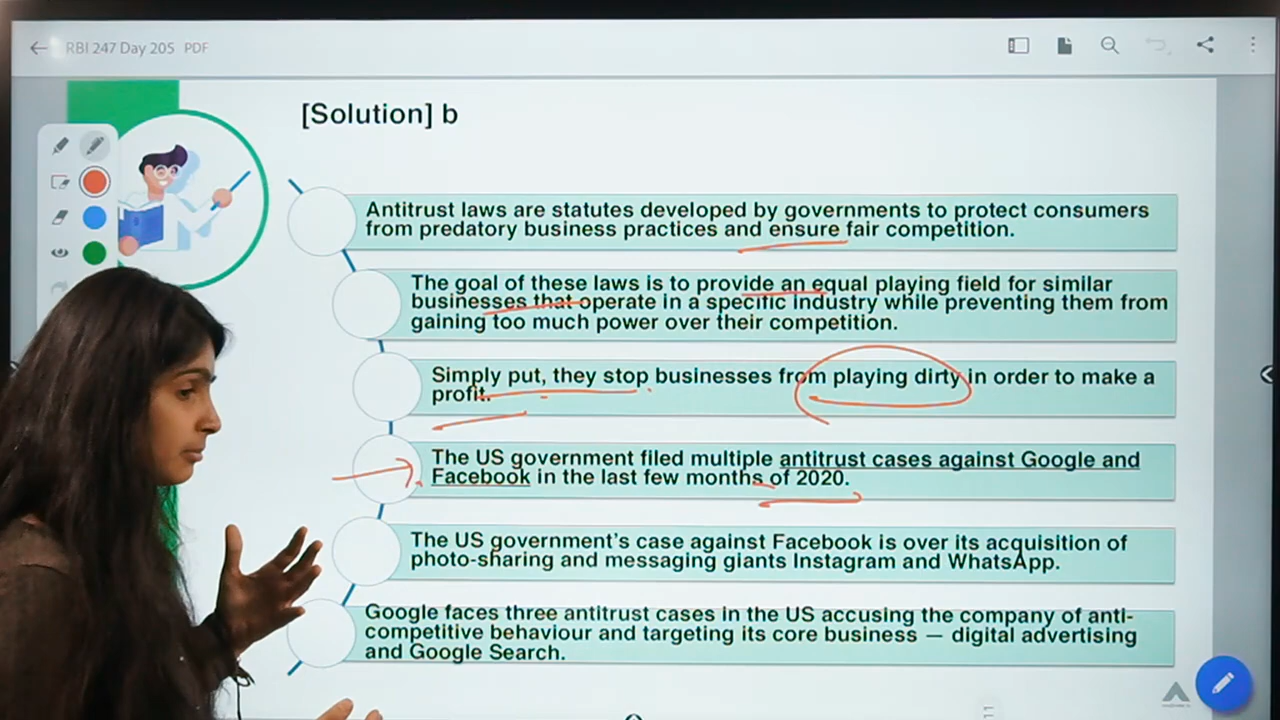 RBI 247 Day 205 PDF
[Solution] b
Antitrust laws are statutes developed by governments to protect consumers
from predatory business practices and ensure fair competition.
The goal of these laws is to provide an equal playing field for similar
businesses that operate in a specific industry while preventing them from
gaining too much power over their competition.
Simply put, they stop businesses from playing dirty in order to make a
profit.
The US government filed multiple antitrust cases against Google and
Facebook in the last few months of 2020.
The US government's case against Facebook is over its acquisition of
photo-sharing and messaging giants Instagram and WhatsApp.
Google faces three antitrust cases in the US accusing the company of anti-
competitive behaviour and targeting its core business — digital advertising
and Google Search.
11